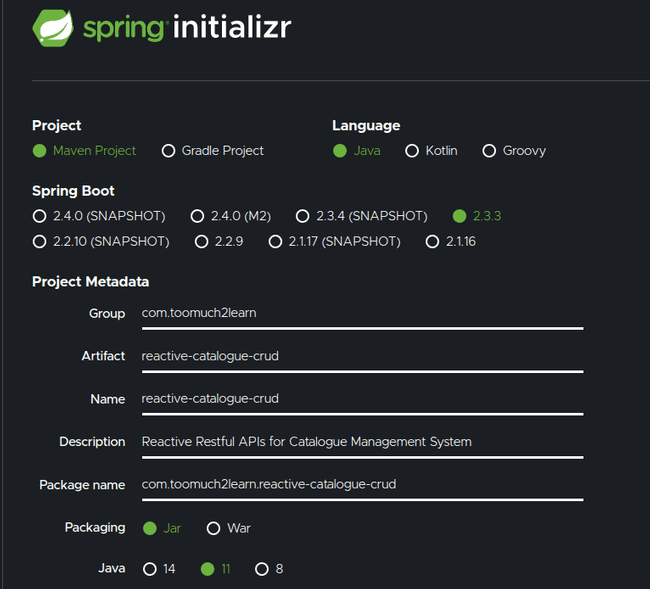 spring initializr
Project
Language
Maven Project Gradle Project
Java Kotlin Groovy
Spring Boot
2.4.0 (SNAPSHOT) 2.4.0 (M2) 2.3.4 (SNAPSHOT) 2.3.3
2.2.10 (SNAPSHOT) 2.2.9 2.1.17 (SNAPSHOT) 2.1.16
Project Metadata
Group com.toomuch2learn
Artifact reactive-catalogue-crud
Name reactive-catalogue-crud
Description Reactive Restful APIs for Catalogue Management System
Package name com.toomuch2learn.reactive-catalogue-crud
Packaging Jar War
Java 14 11 8